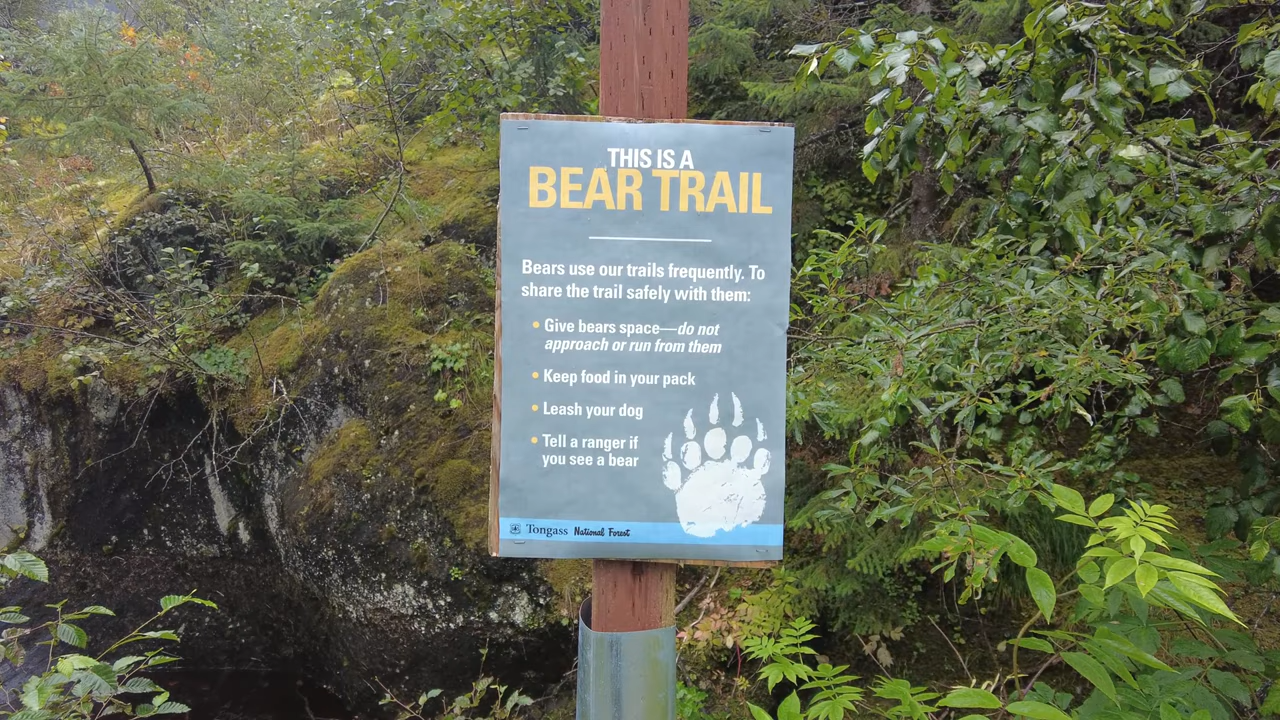 THIS IS A
BEAR TRAIL
Bears use our trails frequently. To
share the trail safely with them:
• Give bears space—do not
approach or run from them
• Keep food in your pack
• Leash your dog
• Tell a ranger if
you see a bear
Tongass National Forest